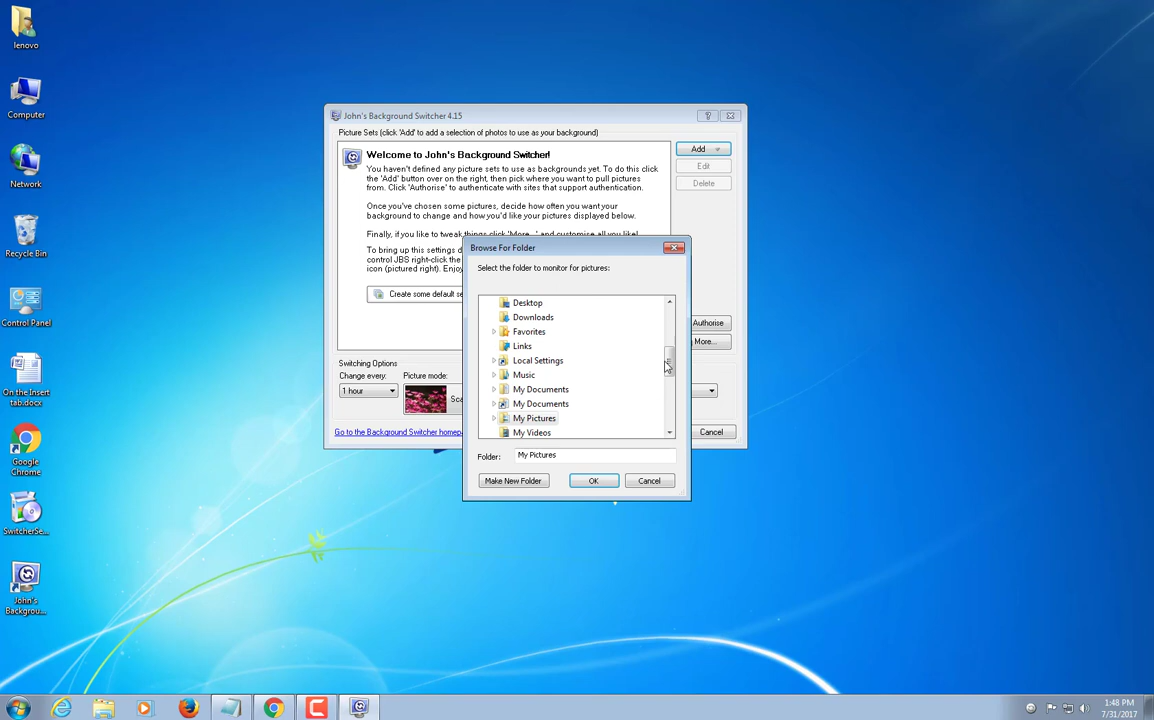 lenovo
Computer
Network
Recycle Bin
Control Panel
On the Insert
tab.docx
Google
Chrome
SwitcherSe...
John's
Backgrou...
John's Background Switcher 4.15
Picture Sets (click 'Add' to add a selection of photos to use as your background)
Welcome to John's Background Switcher!
You haven't defined any picture sets to use as backgrounds yet. To do this click
the 'Add' button over on the right, then pick where you want to pull pictures
from. Click 'Authorise' to authenticate with sites that support authentication.
Once you've chosen some pictures, decide how often you want your
background to change and how you'd like your pictures displayed below.
Finally, if you like to tweak things click 'More...' and customise all you like!
To bring up this settings d
control JBS right-click the
icon (pictured right). Enjoy
Create some default se
Add
Edit
Delete
Authorise
More...
Switching Options
Change every:
Picture mode:
1 hour
Sca
Go to the Background Switcher homep
Cancel
Browse For Folder
Select the folder to monitor for pictures:
Desktop
Downloads
Favorites
Links
Local Settings
Music
My Documents
My Documents
My Pictures
My Videos
Folder:
My Pictures
Make New Folder
OK
Cancel
1:48 PM
7/31/2017